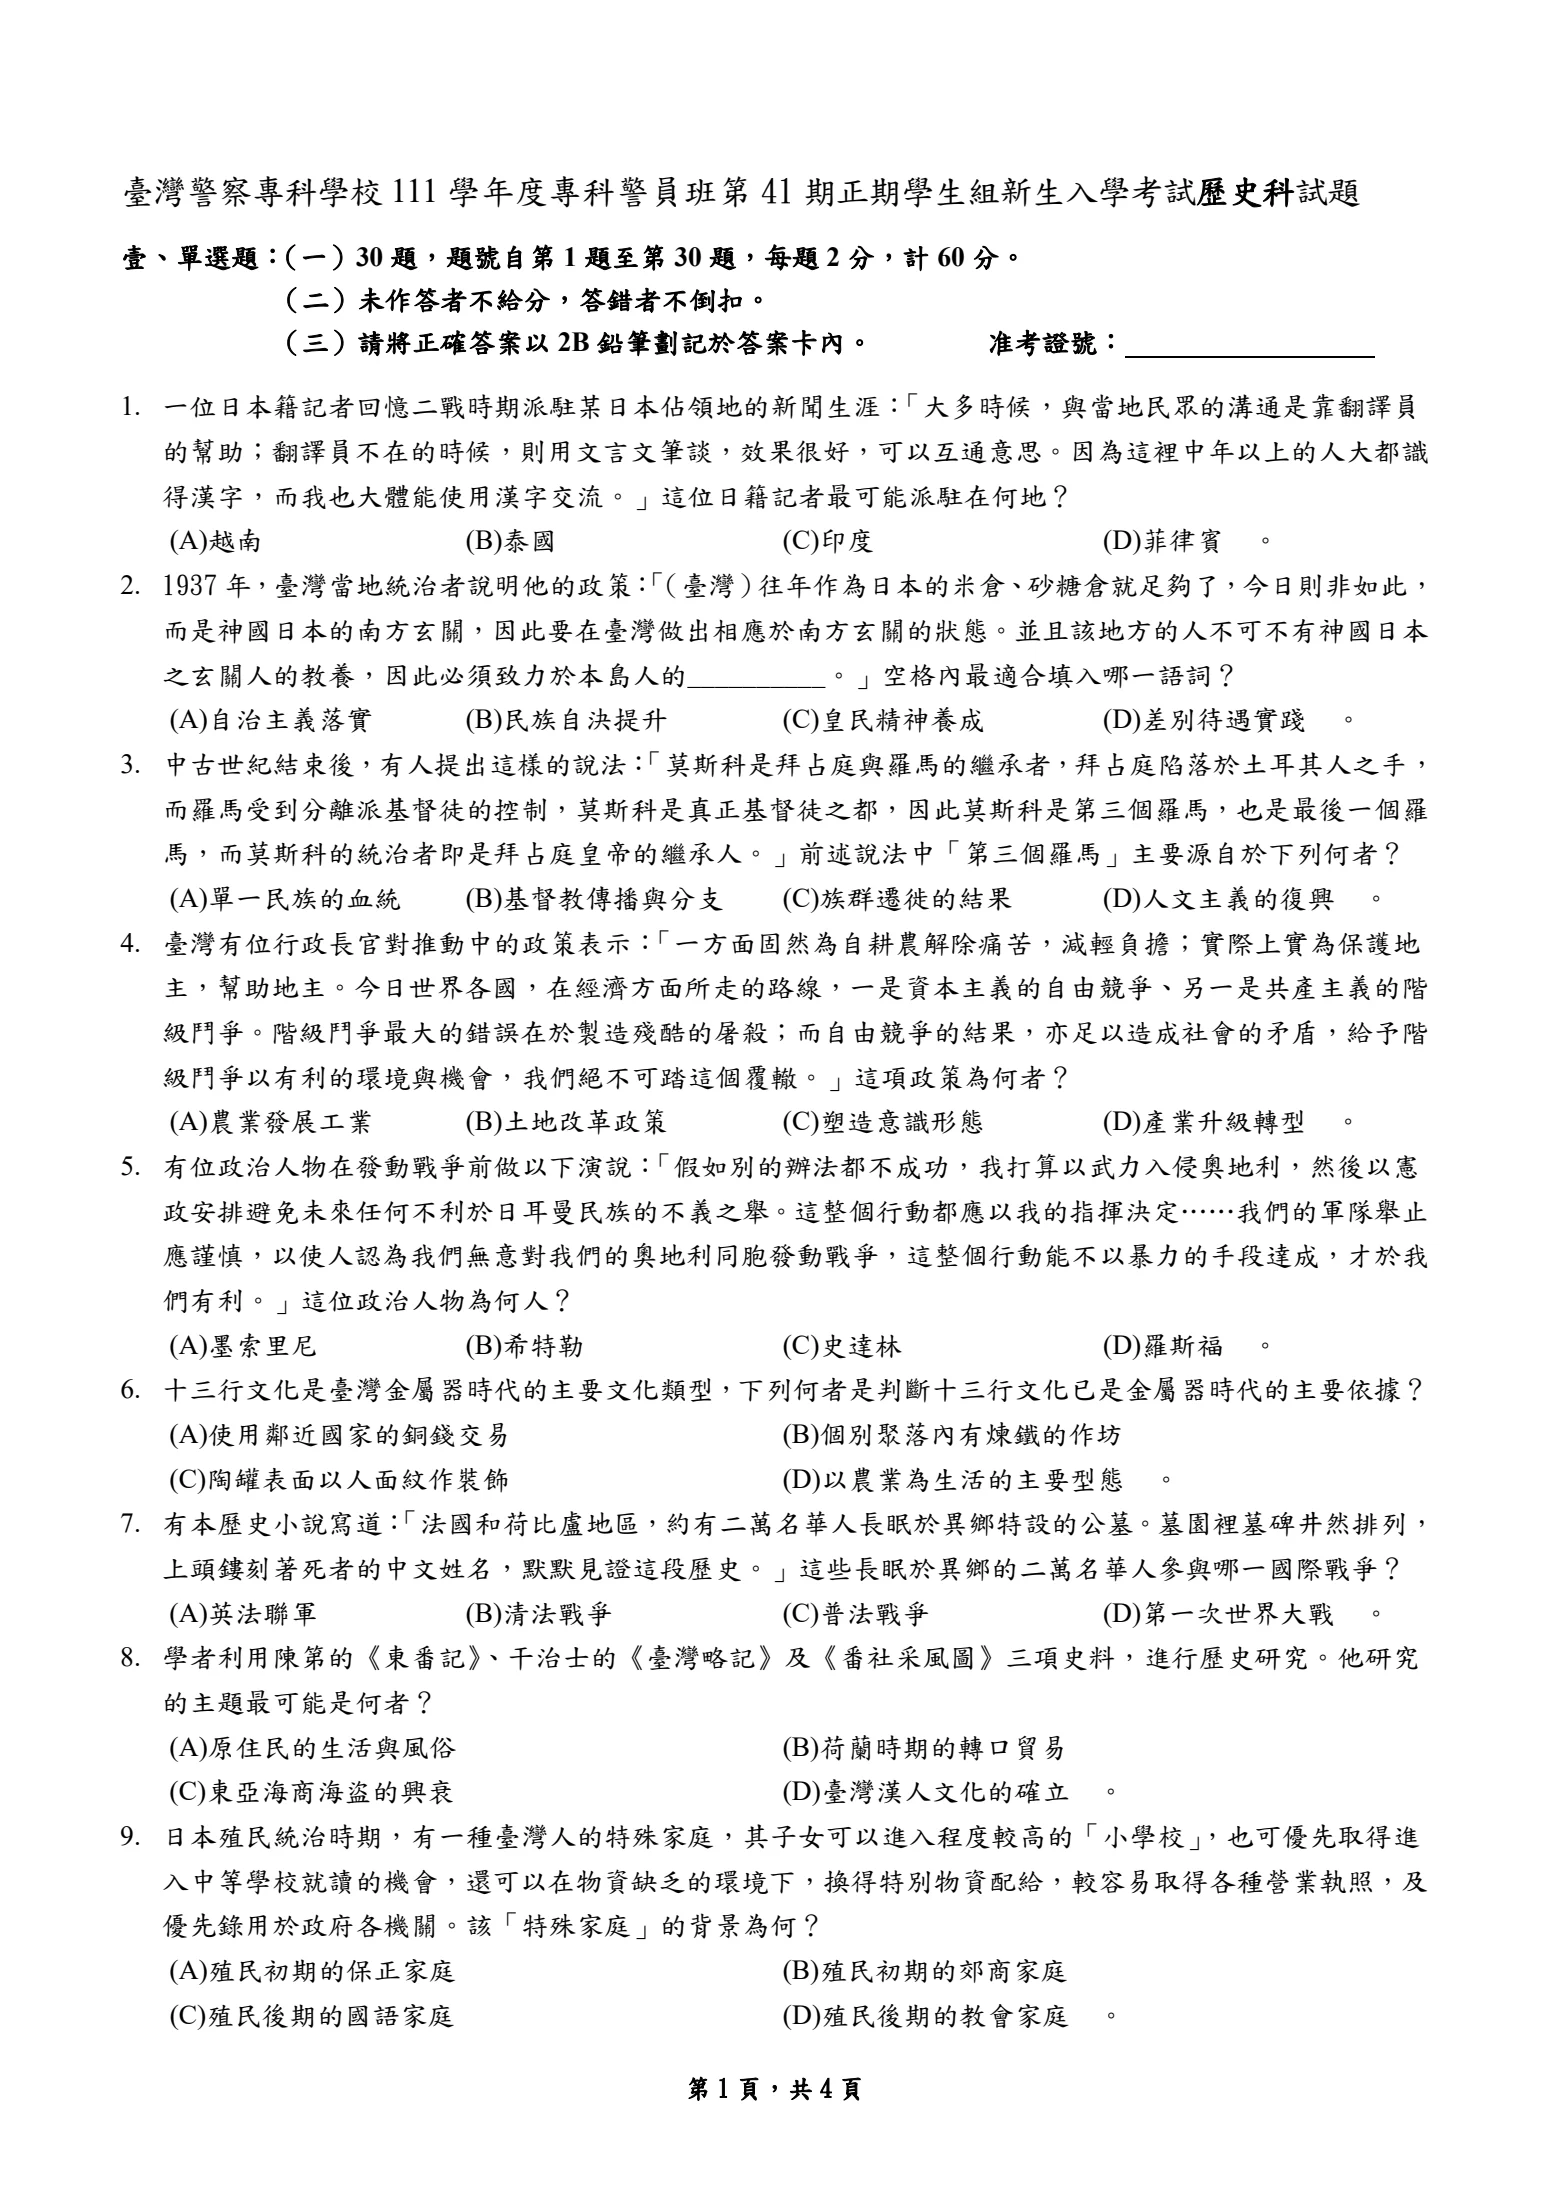 臺灣警察專科學校 111 學年度專科警員班第 41 期正期學生組新生入學考試歷史科試題
壹、單選題：（一）30 題，題號自第 1 題至第 30 題，每題 2 分，計 60 分。
（二）未作答者不給分，答錯者不倒扣。
（三）請將正確答案以 2B 鉛筆劃記於答案卡內。 准考證號：
1. 一位日本籍記者回憶二戰時期派駐某日本佔領地的新聞生涯：「大多時候，與當地民眾的溝通是靠翻譯員
的幫助；翻譯員不在的時候，則用文言文筆談，效果很好，可以互通意思。因為這裡中年以上的人大都識
得漢字，而我也大體能使用漢字交流。」這位日籍記者最可能派駐在何地？
(A)越南 (B)泰國 (C)印度 (D)菲律賓 。
2. 1937 年，臺灣當地統治者說明他的政策：「（臺灣）往年作為日本的米倉、砂糖倉就足夠了，今日則非如此，
而是神國日本的南方玄關，因此要在臺灣做出相應於南方玄關的狀態。並且該地方的人不可不有神國日本
之玄關人的教養，因此必須致力於本島人的__________。」空格內最適合填入哪一語詞？
(A)自治主義落實 (B)民族自決提升 (C)皇民精神養成 (D)差別待遇實踐 。
3. 中古世紀結束後，有人提出這樣的說法：「莫斯科是拜占庭與羅馬的繼承者，拜占庭陷落於土耳其人之手，
而羅馬受到分離派基督徒的控制，莫斯科是真正基督徒之都，因此莫斯科是第三個羅馬，也是最後一個羅
馬，而莫斯科的統治者即是拜占庭皇帝的繼承人。」前述說法中「第三個羅馬」主要源自於下列何者？
(A)單一民族的血統 (B)基督教傳播與分支 (C)族群遷徙的結果 (D)人文主義的復興 。
4. 臺灣有位行政長官對推動中的政策表示：「一方面固然為自耕農解除痛苦，減輕負擔；實際上實為保護地
主，幫助地主。今日世界各國，在經濟方面所走的路線，一是資本主義的自由競爭、另一是共產主義的階
級鬥爭。階級鬥爭最大的錯誤在於製造殘酷的屠殺；而自由競爭的結果，亦足以造成社會的矛盾，給予階
級鬥爭以有利的環境與機會，我們絕不可踏這個覆轍。」這項政策為何者？
(A)農業發展工業 (B)土地改革政策 (C)塑造意識形態 (D)產業升級轉型 。
5. 有位政治人物在發動戰爭前做以下演說：「假如別的辦法都不成功，我打算以武力入侵奧地利，然後以憲
政安排避免未來任何不利於日耳曼民族的不義之舉。這整個行動都應以我的指揮決定……我們的軍隊舉止
應謹慎，以使人認為我們無意對我們的奧地利同胞發動戰爭，這整個行動能不以暴力的手段達成，才於我
們有利。」這位政治人物為何人？
(A)墨索里尼 (B)希特勒 (C)史達林 (D)羅斯福 。
6. 十三行文化是臺灣金屬器時代的主要文化類型，下列何者是判斷十三行文化已是金屬器時代的主要依據？
(A)使用鄰近國家的銅錢交易 (B)個別聚落內有煉鐵的作坊
(C)陶罐表面以人面紋作裝飾 (D)以農業為生活的主要型態 。
7. 有本歷史小說寫道：「法國和荷比盧地區，約有二萬名華人長眠於異鄉特設的公墓。墓園裡墓碑井然排列，
上頭鏤刻著死者的中文姓名，默默見證這段歷史。」這些長眠於異鄉的二萬名華人參與哪一國際戰爭？
(A)英法聯軍 (B)清法戰爭 (C)普法戰爭 (D)第一次世界大戰 。
8. 學者利用陳第的《東番記》、干治士的《臺灣略記》及《番社采風圖》三項史料，進行歷史研究。他研究
的主題最可能是何者？
(A)原住民的生活與風俗 (B)荷蘭時期的轉口貿易
(C)東亞海商海盜的興衰 (D)臺灣漢人文化的確立 。
9. 日本殖民統治時期，有一種臺灣人的特殊家庭，其子女可以進入程度較高的「小學校」，也可優先取得進
入中等學校就讀的機會，還可以在物資缺乏的環境下，換得特別物資配給，較容易取得各種營業執照，及
優先錄用於政府各機關。該「特殊家庭」的背景為何？
(A)殖民初期的保正家庭 (B)殖民初期的郊商家庭
(C)殖民後期的國語家庭 (D)殖民後期的教會家庭 。
第 1 頁，共 4 頁